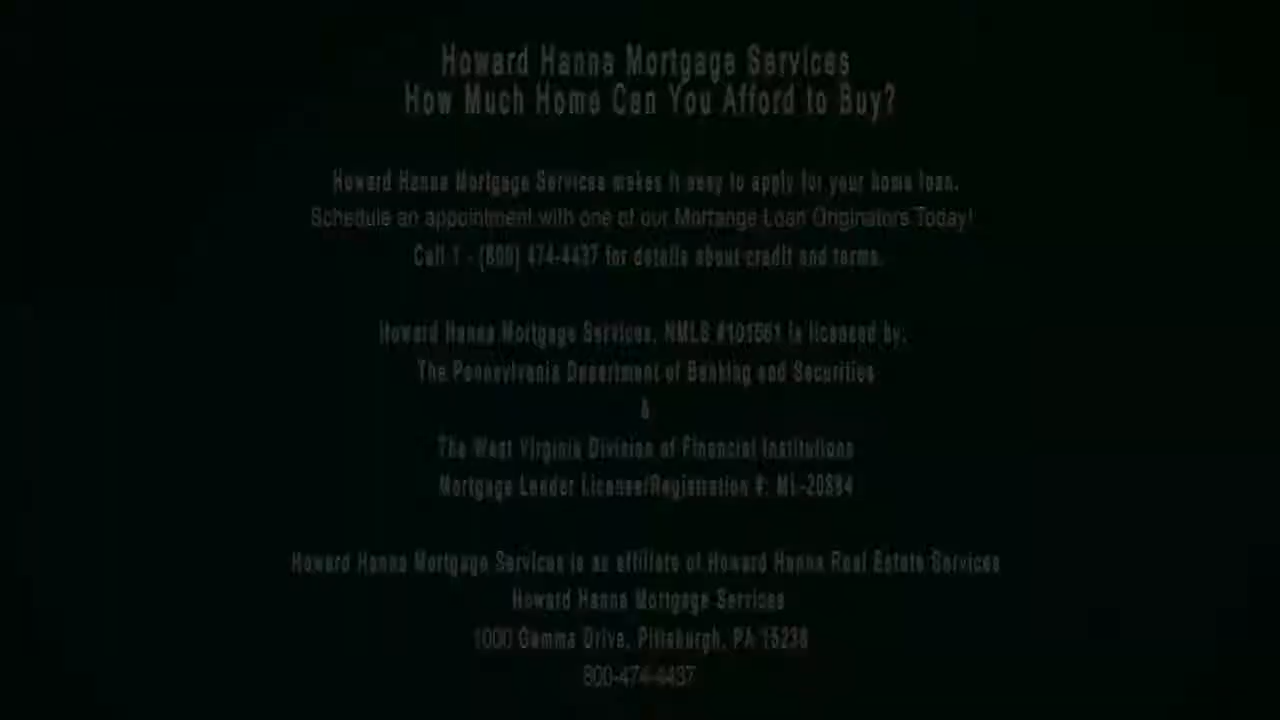 Howard Hanna Mortgage Services
How Much Home Can You Afford to Buy?
Howard Hanna Mortgage Services makes it easy to apply for your home loan.
Schedule an appointment with one of our Mortange Loan Originators Today!
Call 1 - (800) 474-4437 for details about credit and terms.
Howard Hanna Mortgage Services, NMLS #101561 is licensed by:
The Pennsylvania Department of Banking and Securities
&
The West Virginia Division of Financial Institutions
Mortgage Lender License/Registration #: ML-20884
Howard Hanna Mortgage Services is an affiliate of Howard Hanna Real Estate Services
Howard Hanna Mortgage Services
1000 Gamma Drive, Pittsburgh, PA 15238
800-474-4437